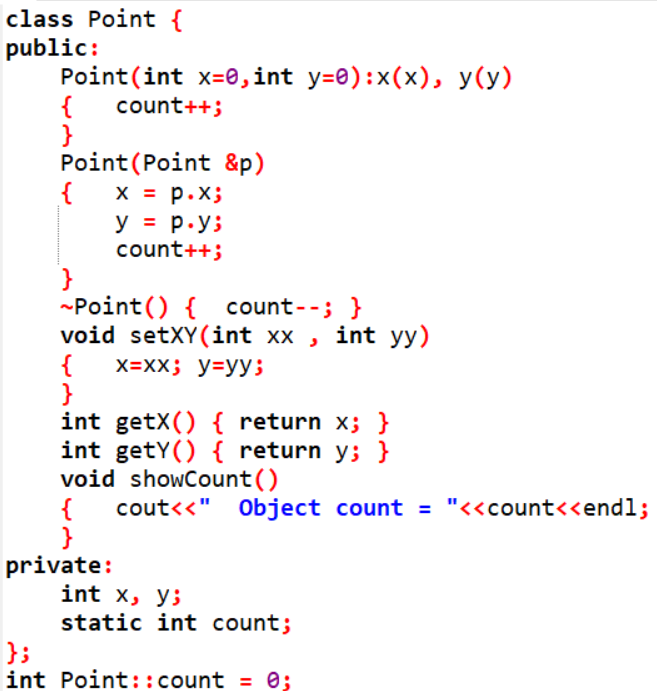 class Point {
public:
    Point(int x=0,int y=0):x(x), y(y)
    {   count++;
    }
    Point(Point &p)
    {   x = p.x;
        y = p.y;
        count++;
    }
    ~Point() {  count--; }
    void setXY(int xx , int yy)
    {   x=xx; y=yy;
    }
    int getX() { return x; }
    int getY() { return y; }
    void showCount()
    {   cout<<"  Object count = "<<count<<endl;
    }
private:
    int x, y;
    static int count;
};
int Point::count = 0;